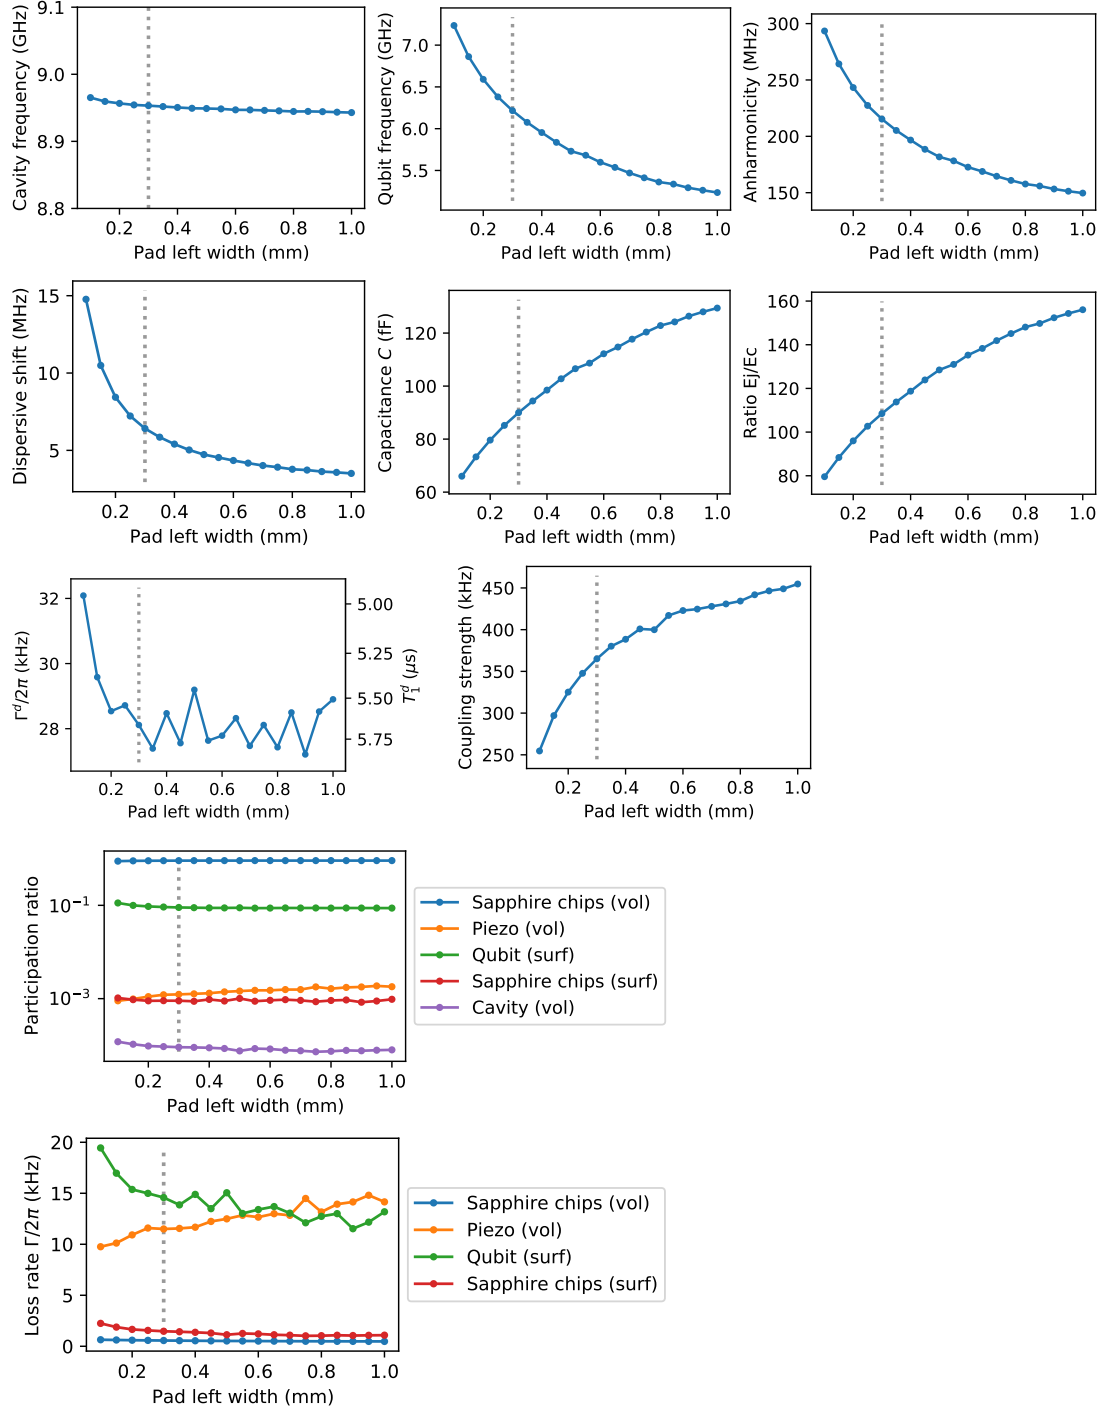 Cavity frequency (GHz)
9.1
9.0
8.9
8.8
0.2 0.4 0.6 0.8 1.0
Pad left width (mm)
Qubit frequency (GHz)
7.0
6.5
6.0
5.5
0.2 0.4 0.6 0.8 1.0
Pad left width (mm)
Anharmonicity (MHz)
300
250
200
150
0.2 0.4 0.6 0.8 1.0
Pad left width (mm)
Dispersive shift (MHz)
15
10
5
0.2 0.4 0.6 0.8 1.0
Pad left width (mm)
Capacitance C (fF)
120
100
80
60
0.2 0.4 0.6 0.8 1.0
Pad left width (mm)
Ratio Ej/Ec
160
140
120
100
80
0.2 0.4 0.6 0.8 1.0
Pad left width (mm)
Γ^d/2π (kHz)
32
30
28
5.00
5.25
5.50
5.75
T_1^d (μs)
0.2 0.4 0.6 0.8 1.0
Pad left width (mm)
Coupling strength (kHz)
450
400
350
300
250
0.2 0.4 0.6 0.8 1.0
Pad left width (mm)
Participation ratio
10^−1
10^−3
0.2 0.4 0.6 0.8 1.0
Pad left width (mm)
Sapphire chips (vol)
Piezo (vol)
Qubit (surf)
Sapphire chips (surf)
Cavity (vol)
Loss rate Γ/2π (kHz)
20
15
10
5
0
0.2 0.4 0.6 0.8 1.0
Pad left width (mm)
Sapphire chips (vol)
Piezo (vol)
Qubit (surf)
Sapphire chips (surf)